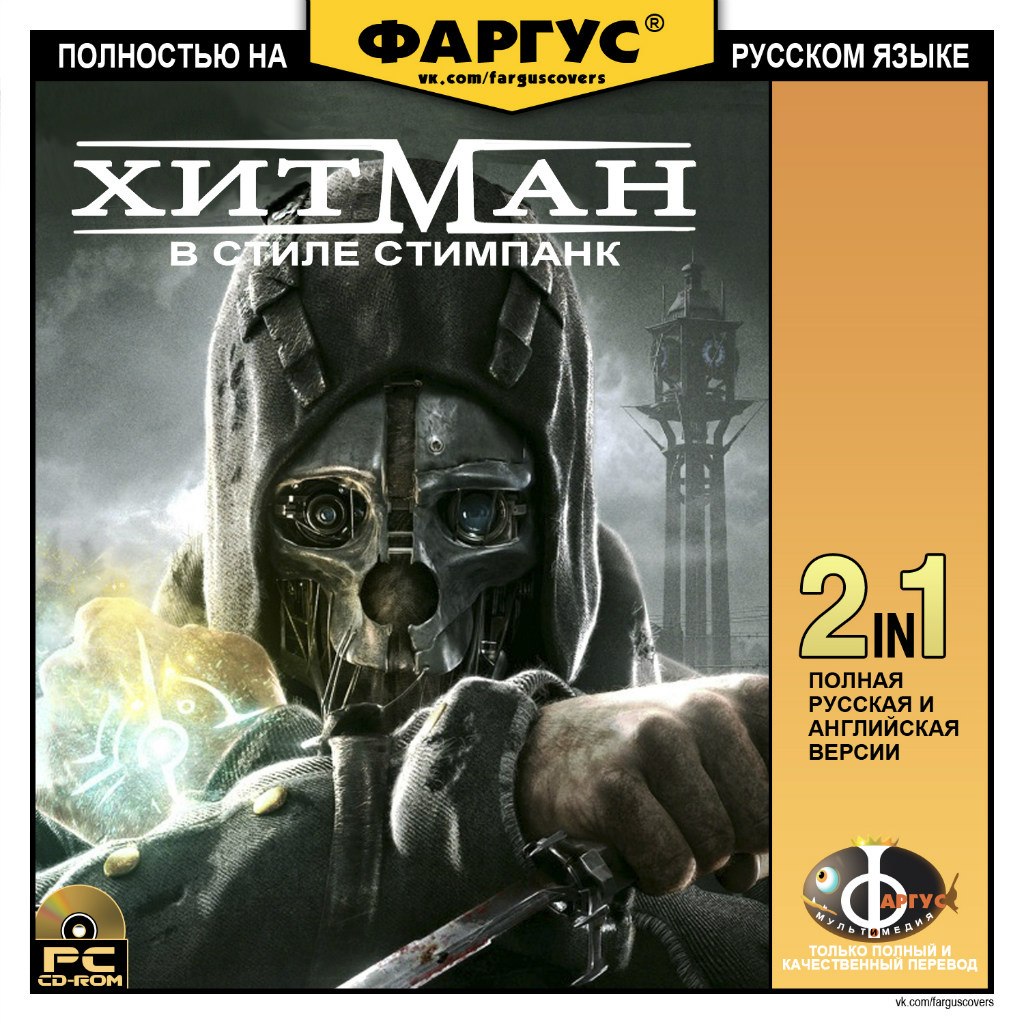 ФАРГУС®
vk.com/farguscovers
ПОЛНОСТЬЮ НА РУССКОМ ЯЗЫКЕ
ХИТМАН
В СТИЛЕ СТИМПАНК
2IN1
ПОЛНАЯ
РУССКАЯ И
АНГЛИЙСКАЯ
ВЕРСИИ
ФАРГУС
МУЛЬТИМЕДИЯ
ТОЛЬКО ПОЛНЫЙ И
КАЧЕСТВЕННЫЙ ПЕРЕВОД
PC
CD-ROM
vk.com/farguscovers